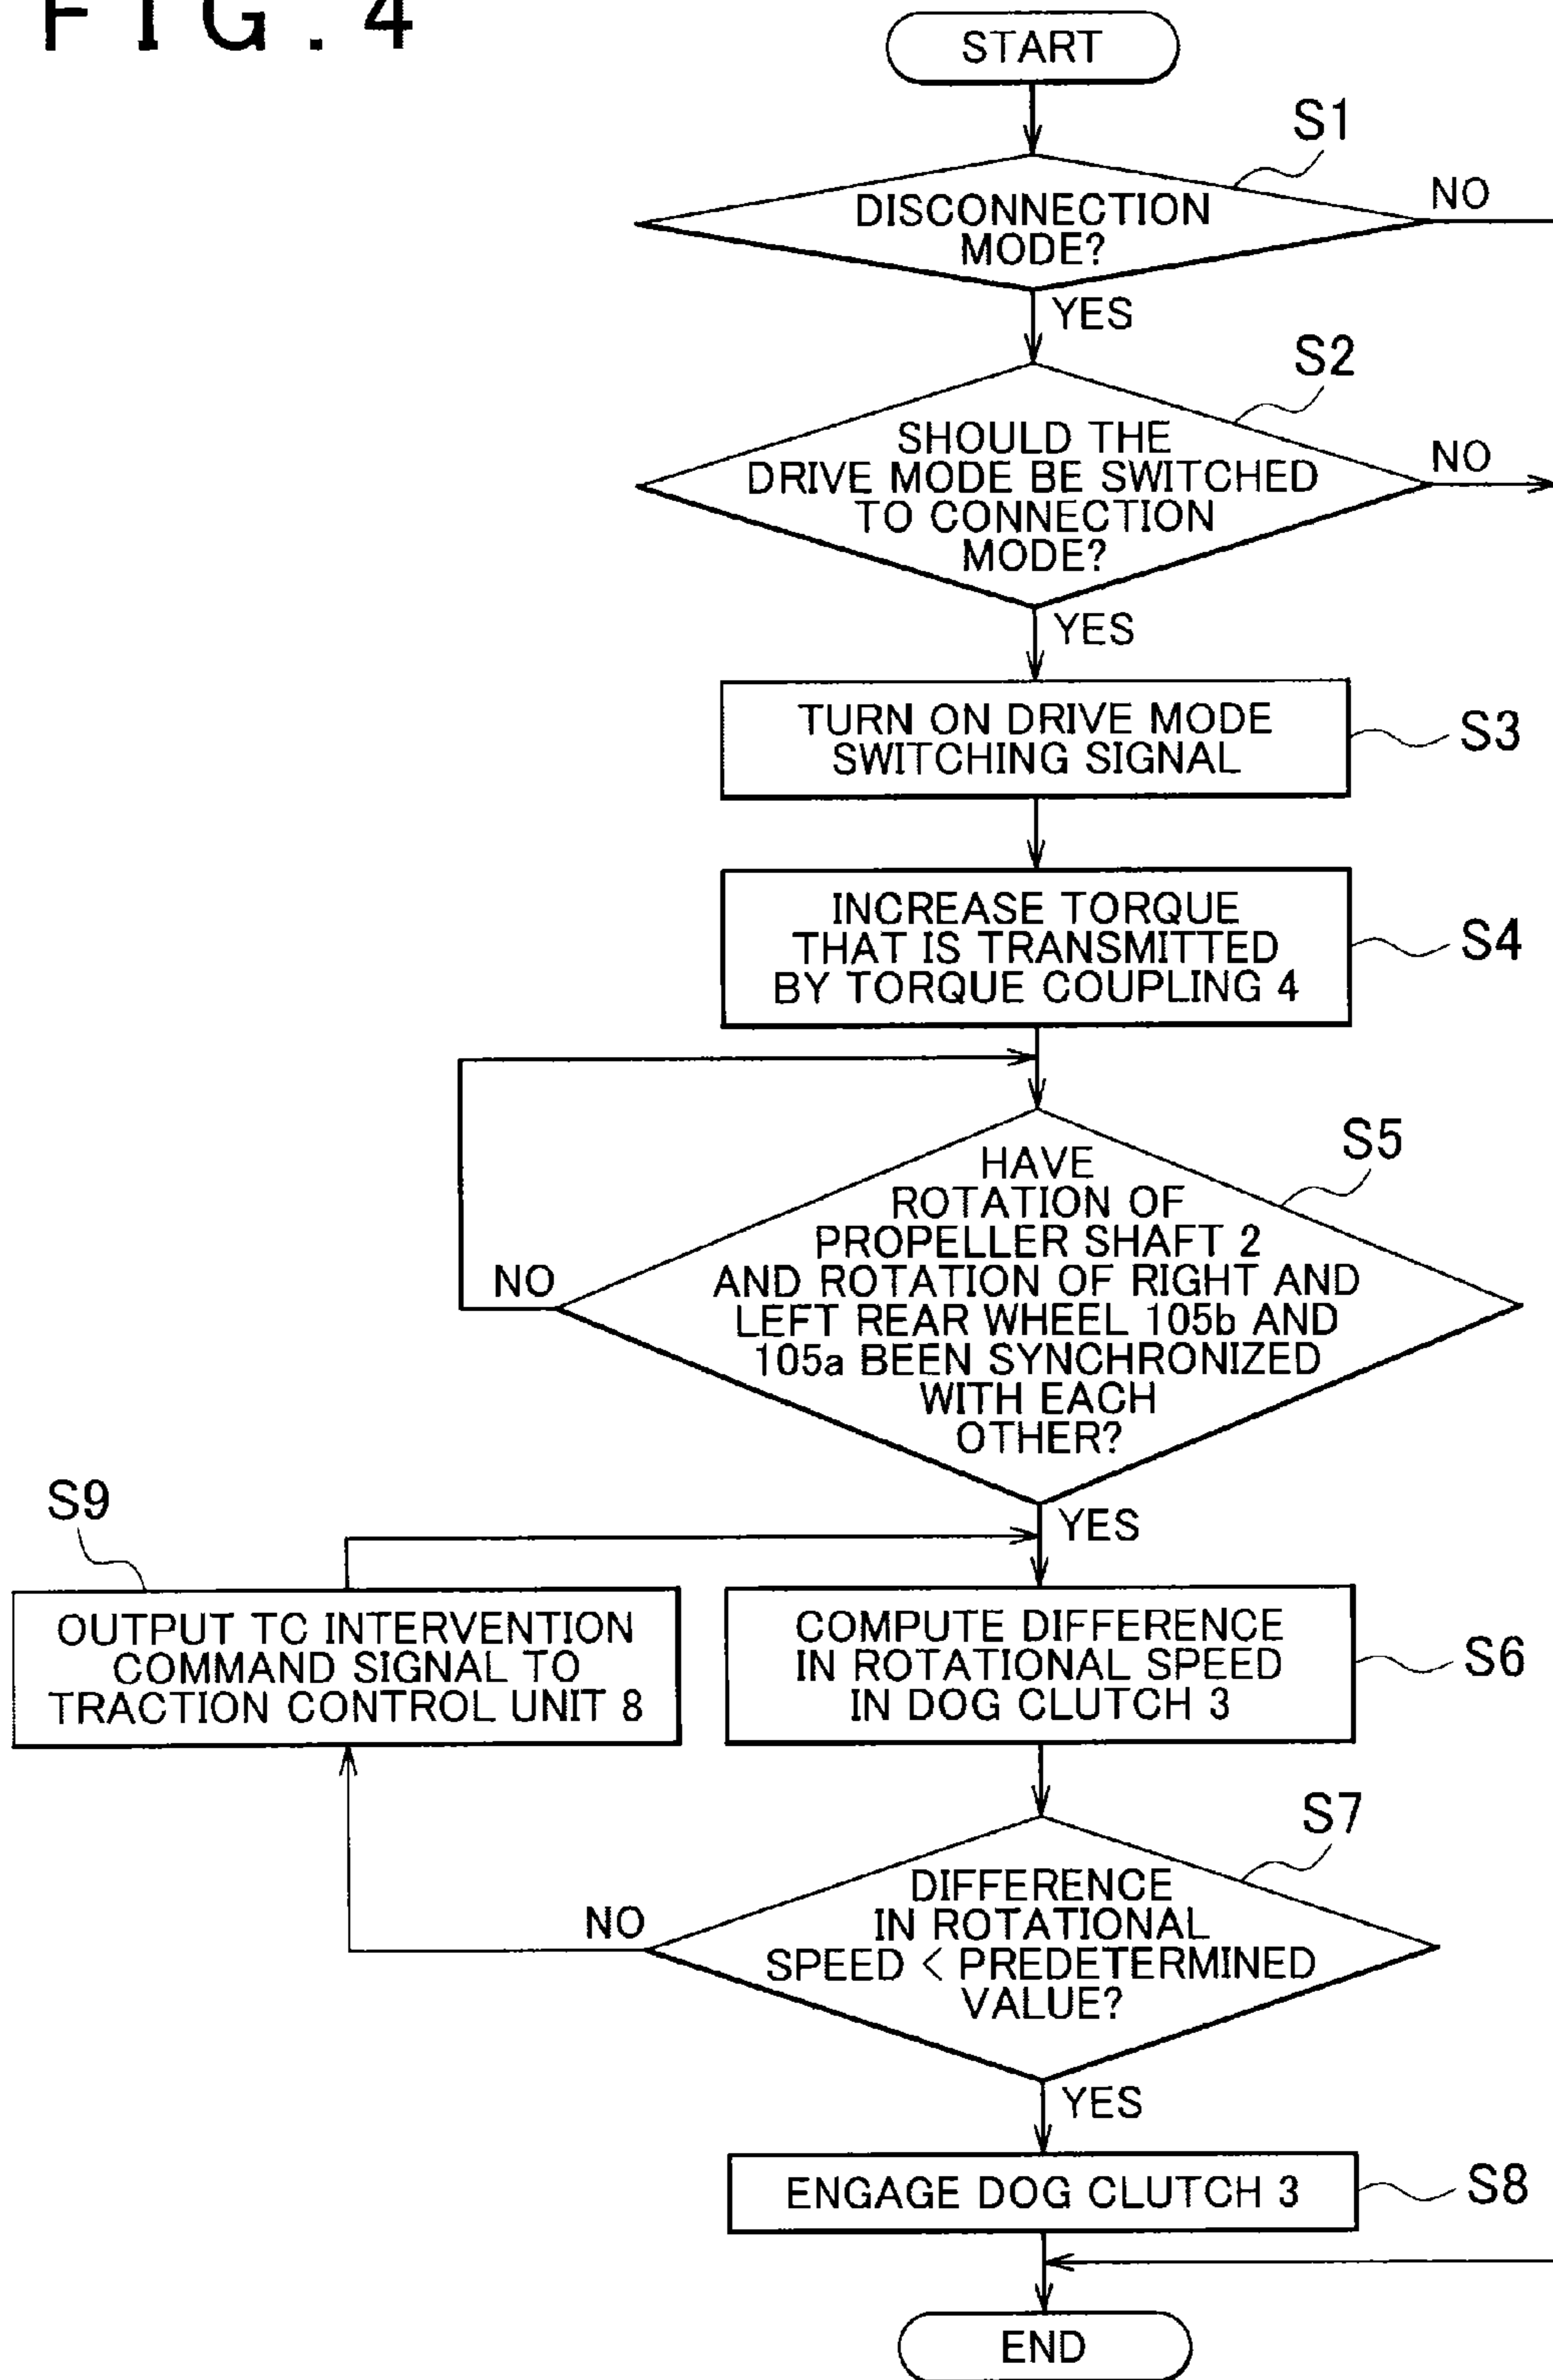 FIG.4
START
S1
DISCONNECTION
MODE?
NO
YES
S2
SHOULD THE
DRIVE MODE BE SWITCHED
TO CONNECTION
MODE?
NO
YES
TURN ON DRIVE MODE
SWITCHING SIGNAL
S3
INCREASE TORQUE
THAT IS TRANSMITTED
BY TORQUE COUPLING 4
S4
S5
HAVE
ROTATION OF
PROPELLER SHAFT 2
AND ROTATION OF RIGHT AND
LEFT REAR WHEEL 105b AND
105a BEEN SYNCHRONIZED
WITH EACH
OTHER?
NO
YES
S9
OUTPUT TC INTERVENTION
COMMAND SIGNAL TO
TRACTION CONTROL UNIT 8
COMPUTE DIFFERENCE
IN ROTATIONAL SPEED
IN DOG CLUTCH 3
S6
S7
DIFFERENCE
IN ROTATIONAL
SPEED < PREDETERMINED
VALUE?
NO
YES
ENGAGE DOG CLUTCH 3
S8
END